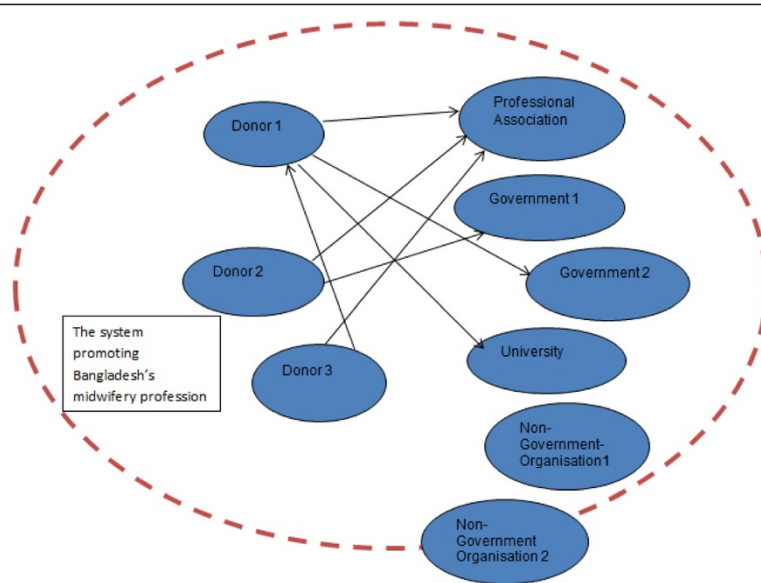 Donor 1
Professional
Association
Government 1
Donor 2
Government 2
The system
promoting
Bangladesh's
midwifery profession
University
Donor 3
Non-
Government-
Organisation1
Non-
Government
Organisation 2